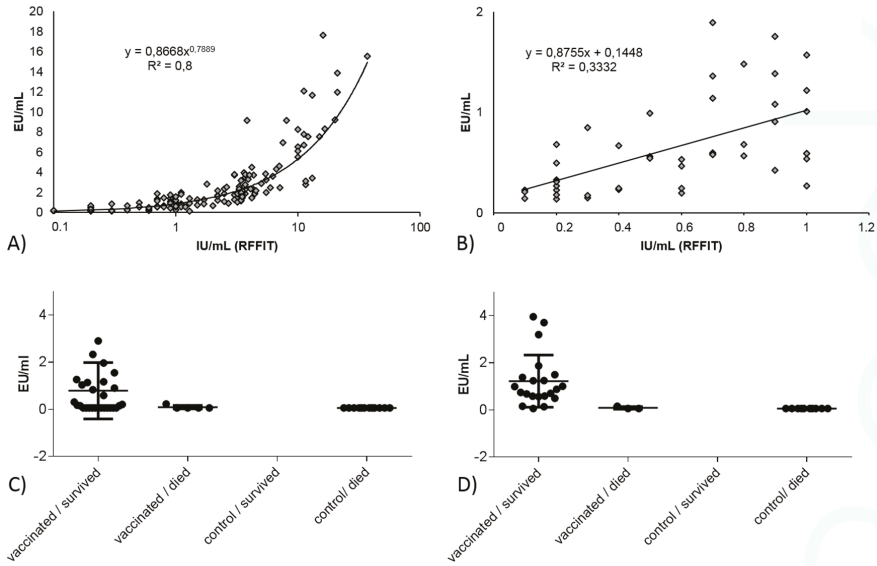 20
18
16
14
12
10
8
6
4
2
0
EU/mL
y = 0,8668x^0,7889
R² = 0,8
0.1
1
10
100
IU/mL (RFFIT)
A)
2
1
0
EU/mL
y = 0,8755x + 0,1448
R² = 0,3332
0
0.2
0.4
0.6
0.8
1
1.2
IU/mL (RFFIT)
B)
4
2
0
-2
EU/ml
vaccinated / survived
vaccinated / died
control / survived
control/ died
C)
4
2
0
-2
EU/mL
vaccinated / survived
vaccinated / died
control / survived
control/ died
D)